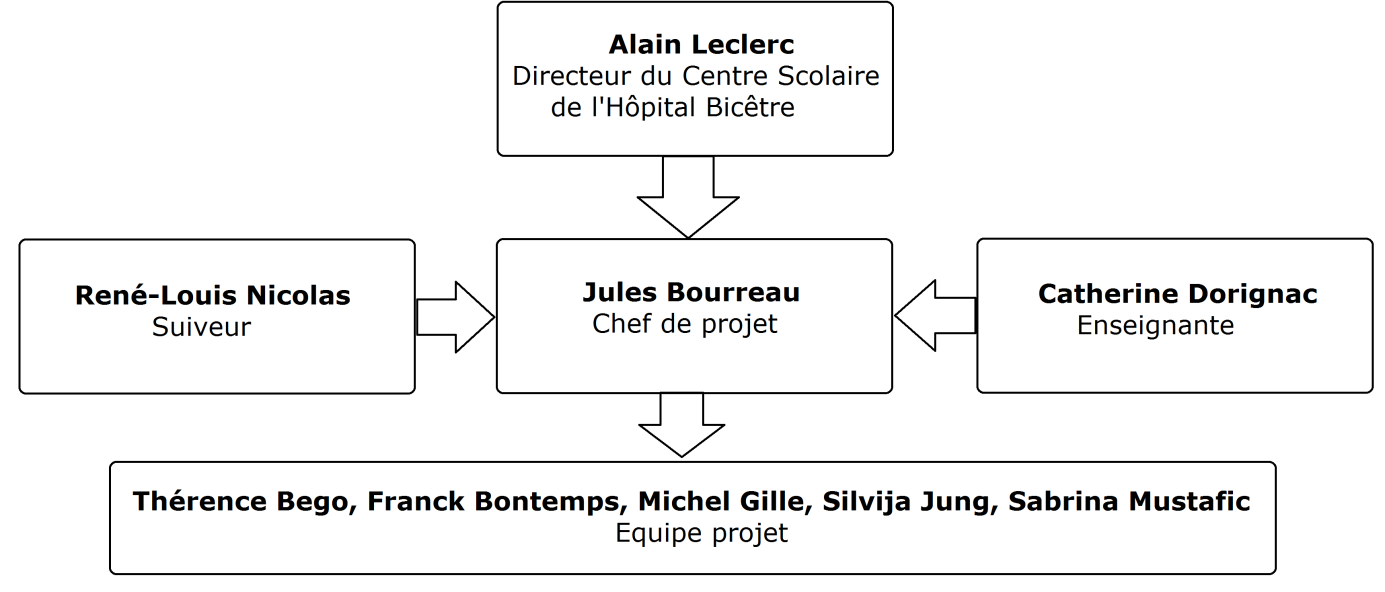 Alain Leclerc
Directeur du Centre Scolaire
de l'Hôpital Bicêtre
René-Louis Nicolas
Suiveur
Jules Bourreau
Chef de projet
Catherine Dorignac
Enseignante
Thérence Bego, Franck Bontemps, Michel Gille, Silvija Jung, Sabrina Mustafic
Equipe projet